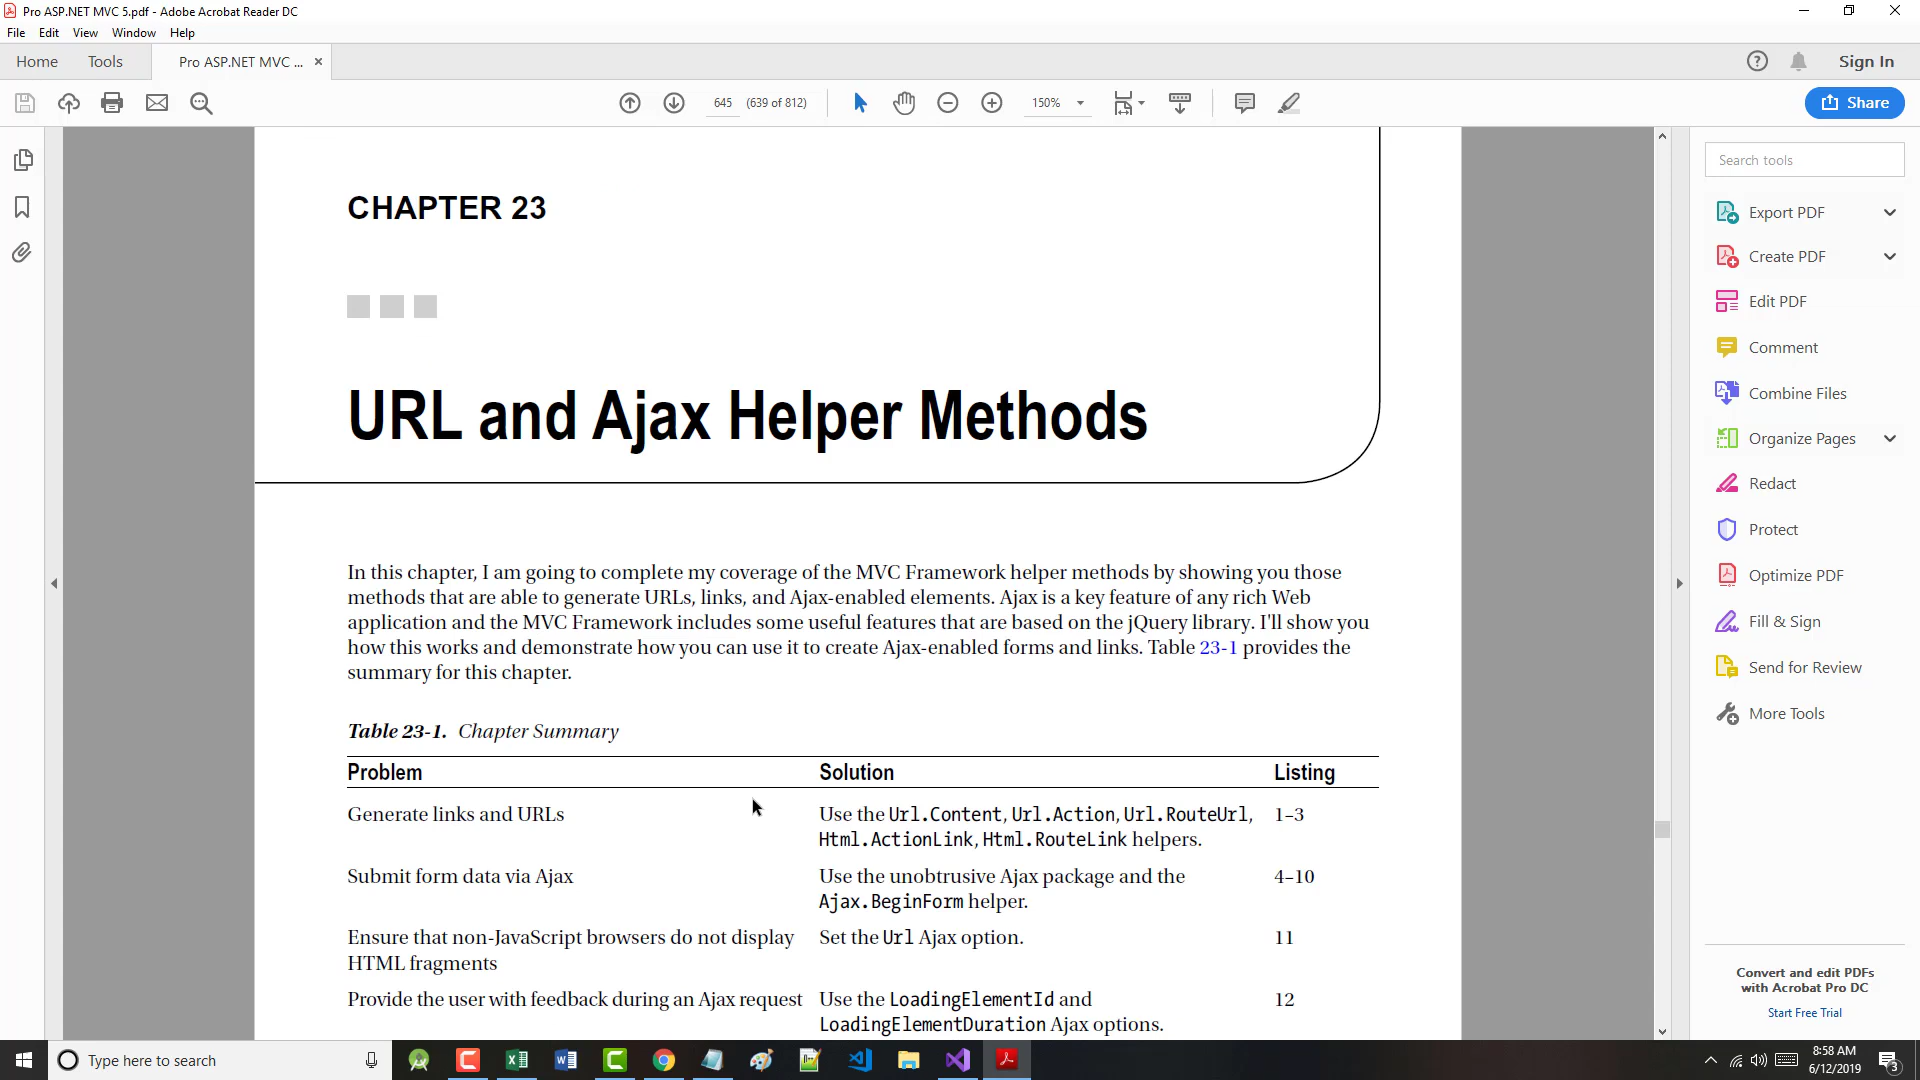 Pro ASP.NET MVC 5.pdf - Adobe Acrobat Reader DC
File Edit View Window Help
Home Tools Pro ASP.NET MVC ... Sign In
645 (639 of 812) 150% Share
CHAPTER 23
URL and Ajax Helper Methods
In this chapter, I am going to complete my coverage of the MVC Framework helper methods by showing you those
methods that are able to generate URLs, links, and Ajax-enabled elements. Ajax is a key feature of any rich Web
application and the MVC Framework includes some useful features that are based on the jQuery library. I'll show you
how this works and demonstrate how you can use it to create Ajax-enabled forms and links. Table 23-1 provides the
summary for this chapter.
Table 23-1. Chapter Summary
Problem Solution Listing
Generate links and URLs Use the Url.Content, Url.Action, Url.RouteUrl, 1–3
Html.ActionLink, Html.RouteLink helpers.
Submit form data via Ajax Use the unobtrusive Ajax package and the 4–10
Ajax.BeginForm helper.
Ensure that non-JavaScript browsers do not display Set the Url Ajax option. 11
HTML fragments
Provide the user with feedback during an Ajax request Use the LoadingElementId and 12
LoadingElementDuration Ajax options.
Search tools
Export PDF
Create PDF
Edit PDF
Comment
Combine Files
Organize Pages
Redact
Protect
Optimize PDF
Fill & Sign
Send for Review
More Tools
Convert and edit PDFs
with Acrobat Pro DC
Start Free Trial
Type here to search
8:58 AM
6/12/2019
3